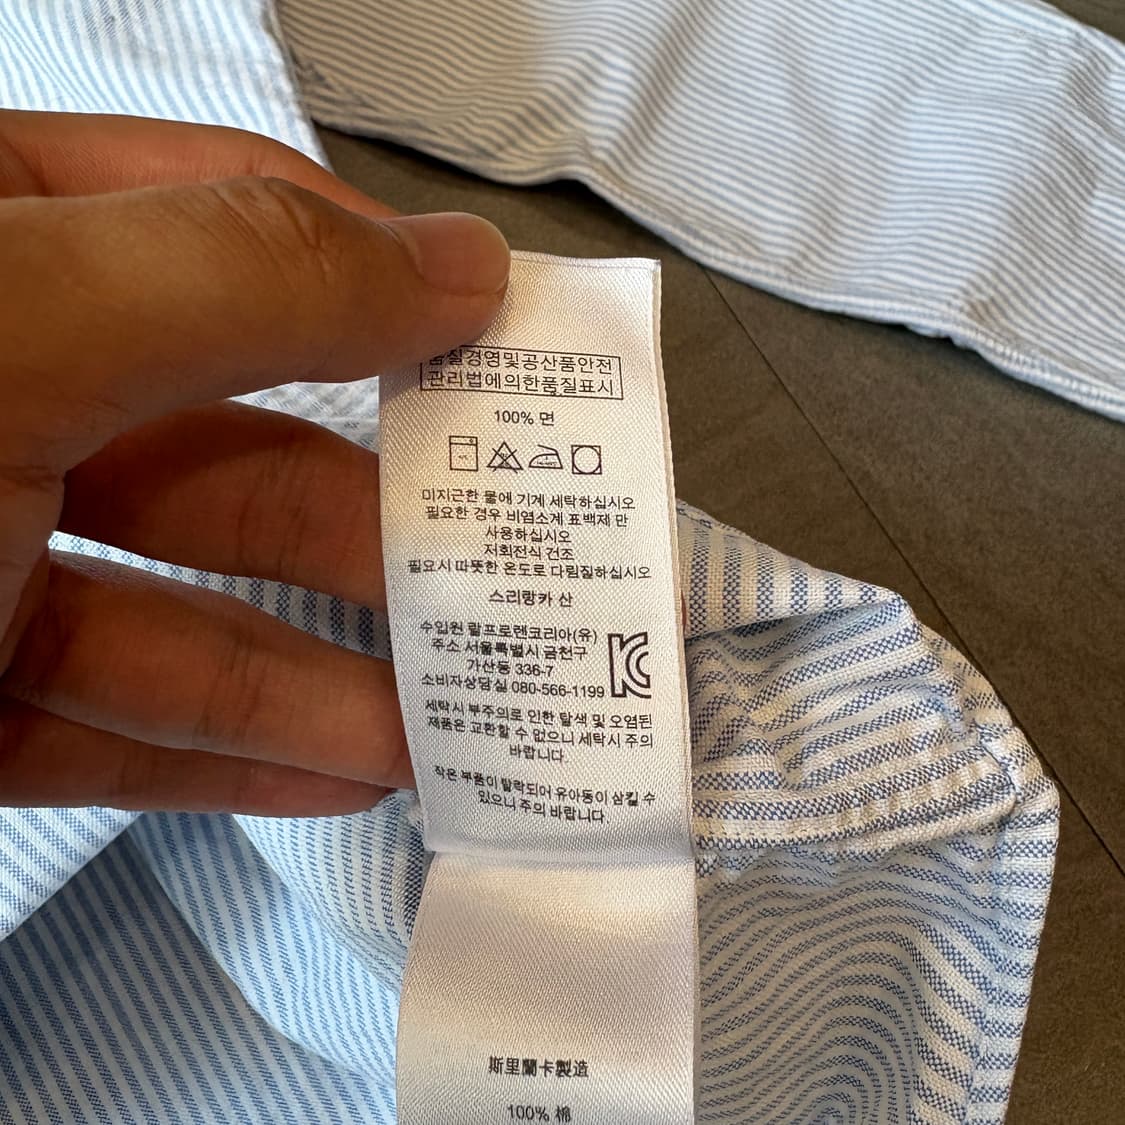 품질경영및공산품안전
관리법에의한품질표시
100% 면
미지근한 물에 기계 세탁하십시오
필요한 경우 비염소계 표백제 만
사용하십시오
저회전식 건조
필요시 따뜻한 온도로 다림질하십시오
스리랑카 산
수입원 랄프로렌코리아(유)
주소 서울특별시 금천구
가산동 336-7
소비자상담실 080-566-1199
세탁시 부주의로 인한 탈색 및 오염된
제품은 교환할 수 없으니 세탁시 주의
바랍니다
작은 부품이 탈락되어 유아동이 삼킬 수
있으니 주의 바랍니다
斯里蘭卡製造
100% 棉